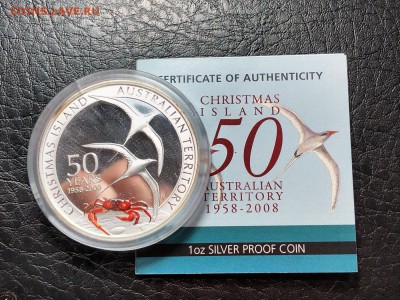 COINS.LAVE.RU
CHRISTMAS ISLAND AUSTRALIAN TERRITORY
50
YEARS
1958-2008
CERTIFICATE OF AUTHENTICITY
CHRISTMAS
ISLAND
50
AUSTRALIAN
TERRITORY
1958-2008
1oz SILVER PROOF COIN